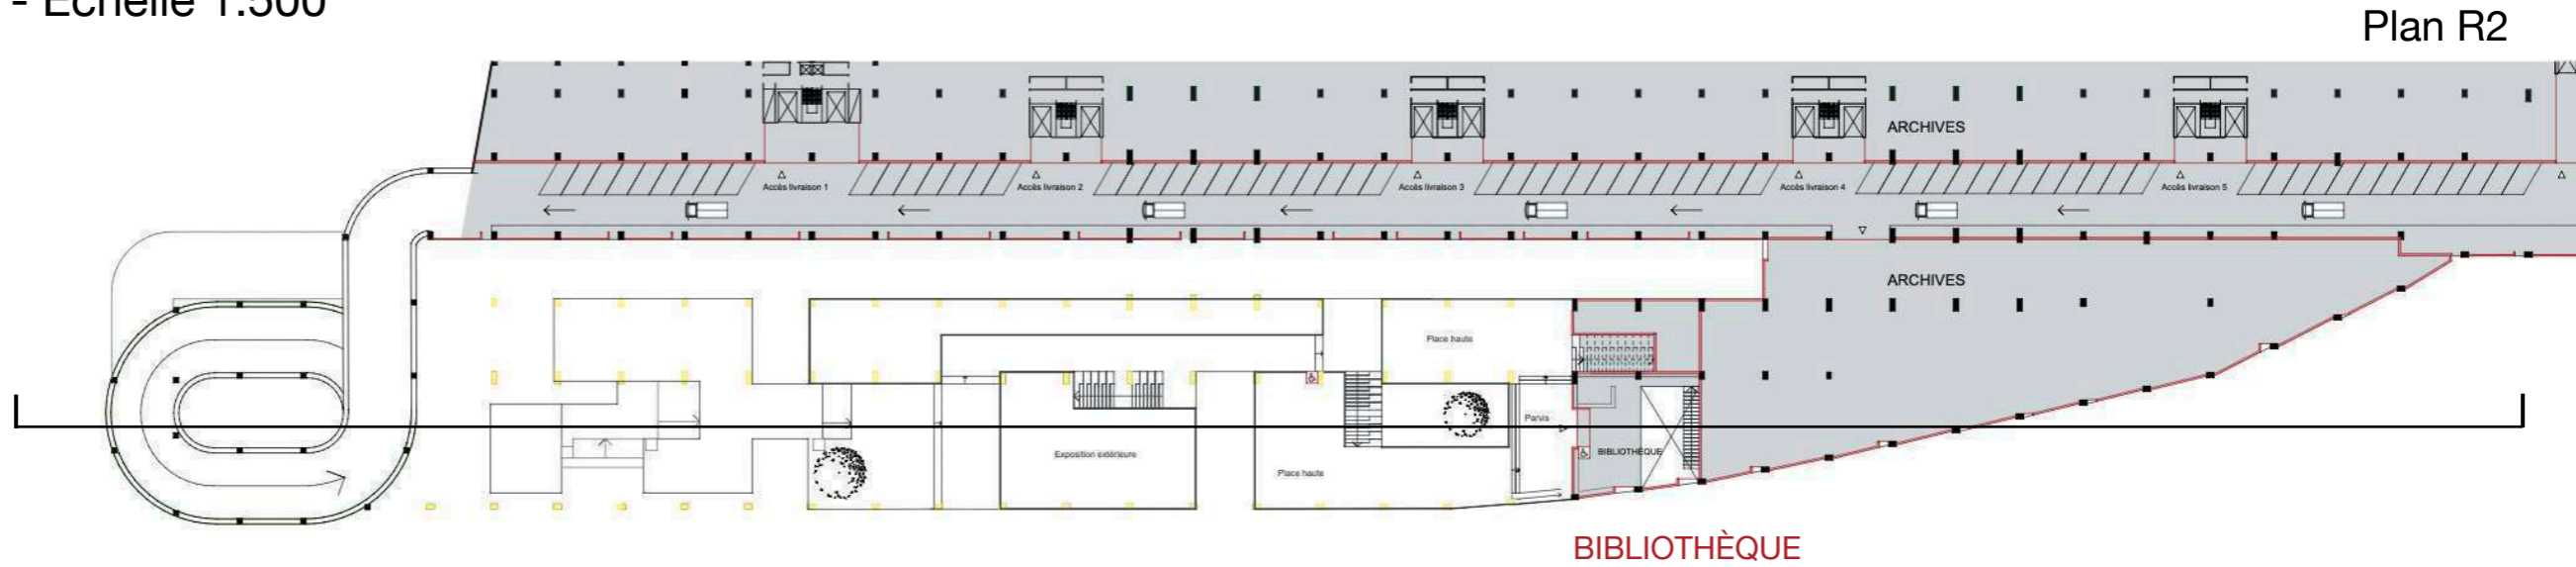 - Echelle 1:500
Plan R2
ARCHIVES
Accès livraison 1
Accès livraison 2
Accès livraison 3
Accès livraison 4
Accès livraison 5
ARCHIVES
Place haute
Parvis
Exposition extérieure
BIBLIOTHÈQUE
Place haute
BIBLIOTHÈQUE